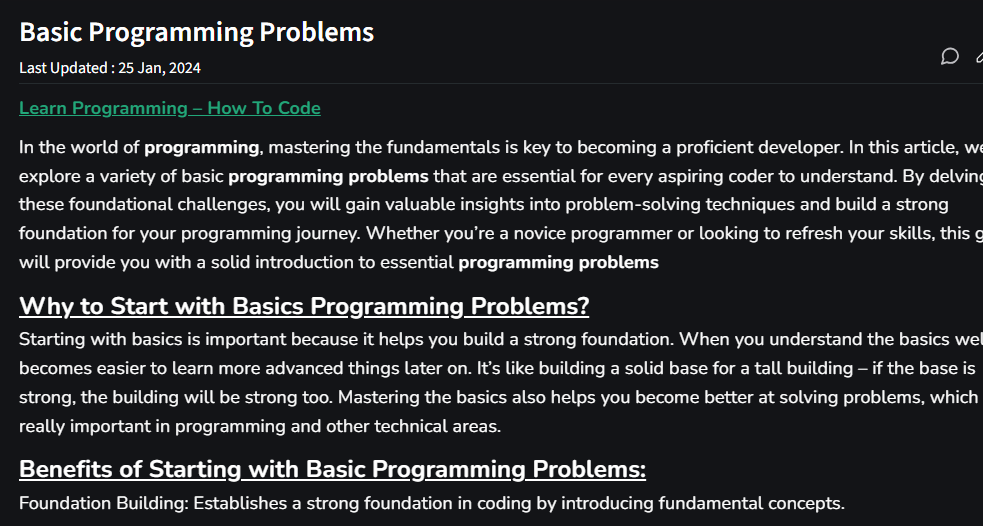 Basic Programming Problems
Last Updated : 25 Jan, 2024
Learn Programming – How To Code
In the world of programming, mastering the fundamentals is key to becoming a proficient developer. In this article,
explore a variety of basic programming problems that are essential for every aspiring coder to understand. By
these foundational challenges, you will gain valuable insights into problem-solving techniques and build a strong
foundation for your programming journey. Whether you’re a novice programmer or looking to refresh your skills, this
will provide you with a solid introduction to essential programming problems
Why to Start with Basics Programming Problems?
Starting with basics is important because it helps you build a strong foundation. When you understand the basics
becomes easier to learn more advanced things later on. It’s like building a solid base for a tall building – if the base is
strong, the building will be strong too. Mastering the basics also helps you become better at solving problems, which
really important in programming and other technical areas.
Benefits of Starting with Basic Programming Problems:
Foundation Building: Establishes a strong foundation in coding by introducing fundamental concepts.